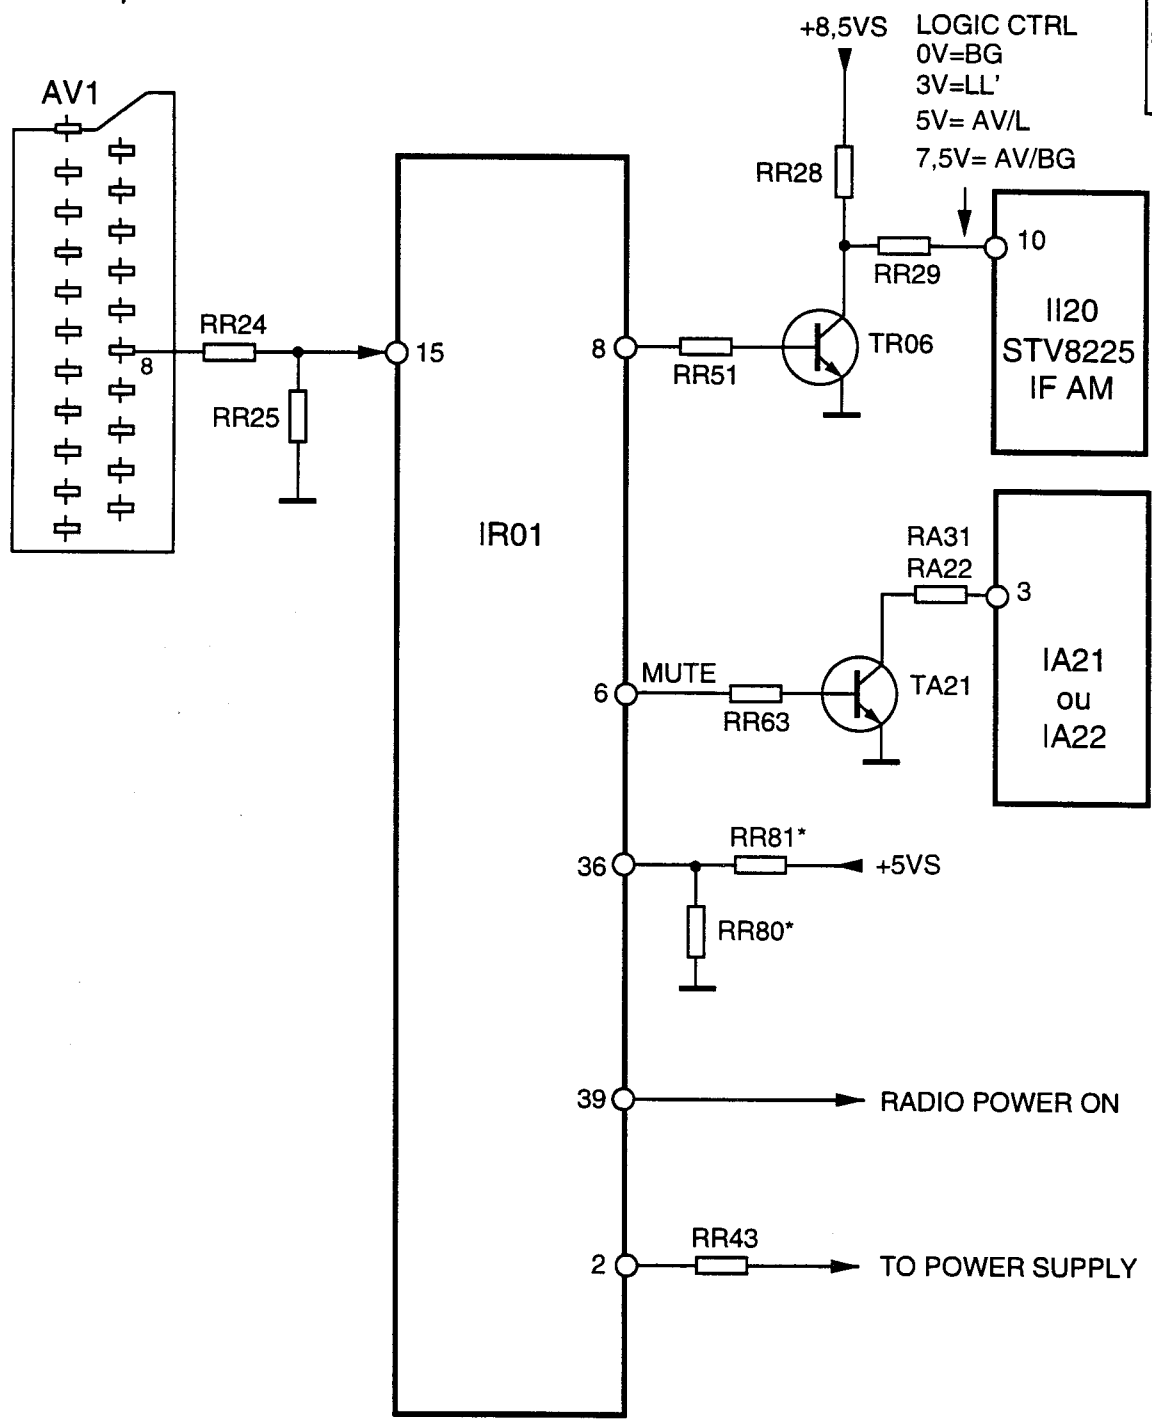 +8,5VS
LOGIC CTRL
0V=BG
3V=LL'
5V= AV/L
7,5V= AV/BG
AV1
RR28
10
RR29
II20
STV8225
IF AM
RR24
8
15
RR25
8
RR51
TR06
IR01
RA31
RA22
3
MUTE
6
RR63
TA21
IA21
ou
IA22
RR81*
36
+5VS
RR80*
39
RADIO POWER ON
RR43
2
TO POWER SUPPLY